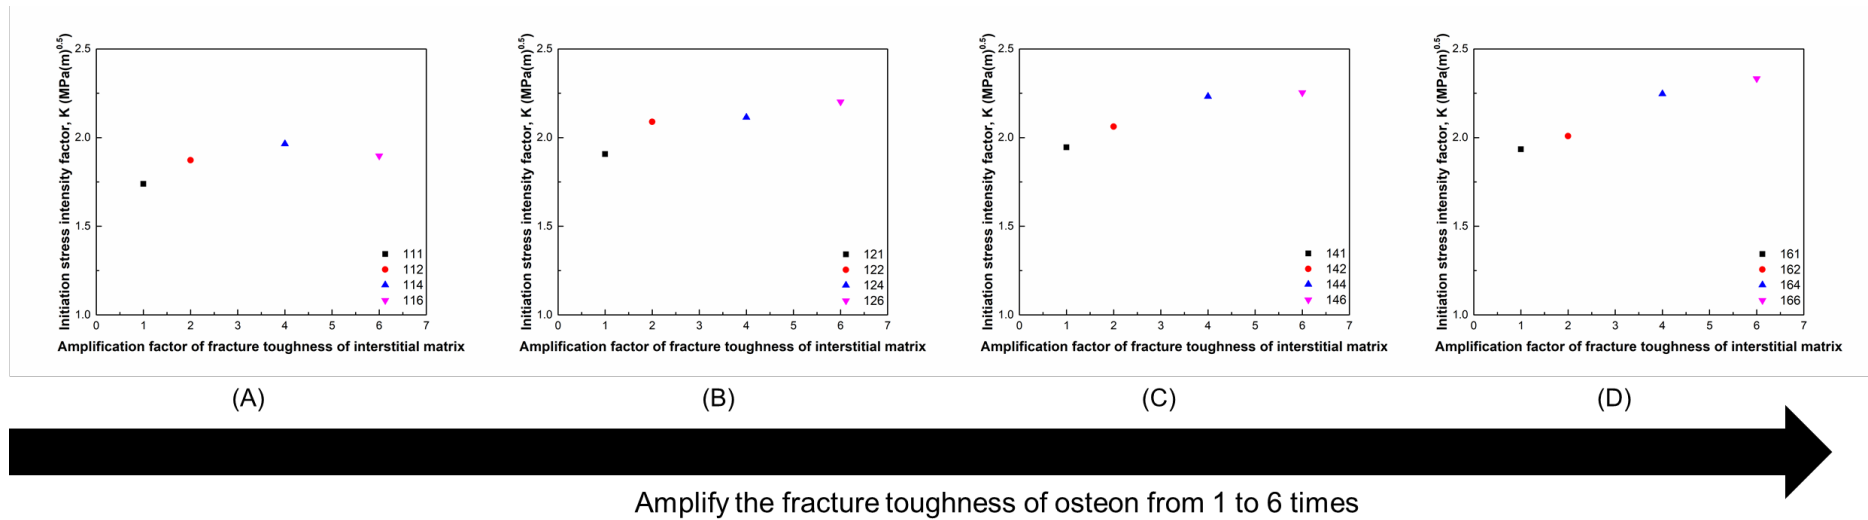 Initiation stress intensity factor, K (MPa(m)^0.5)
2.5
2.0
1.5
1.0
0 1 2 3 4 5 6 7
111
112
114
116
Amplification factor of fracture toughness of interstitial matrix
(A)
Initiation stress intensity factor, K (MPa(m)^0.5)
2.5
2.0
1.5
1.0
0 1 2 3 4 5 6 7
121
122
124
126
Amplification factor of fracture toughness of interstitial matrix
(B)
Initiation stress intensity factor, K (MPa(m)^0.5)
2.5
2.0
1.5
1.0
0 1 2 3 4 5 6 7
141
142
144
146
Amplification factor of fracture toughness of interstitial matrix
(C)
Initiation stress intensity factor, K (MPa(m)^0.5)
2.5
2.0
1.5
1.0
0 1 2 3 4 5 6 7
161
162
164
166
Amplification factor of fracture toughness of interstitial matrix
(D)
Amplify the fracture toughness of osteon from 1 to 6 times